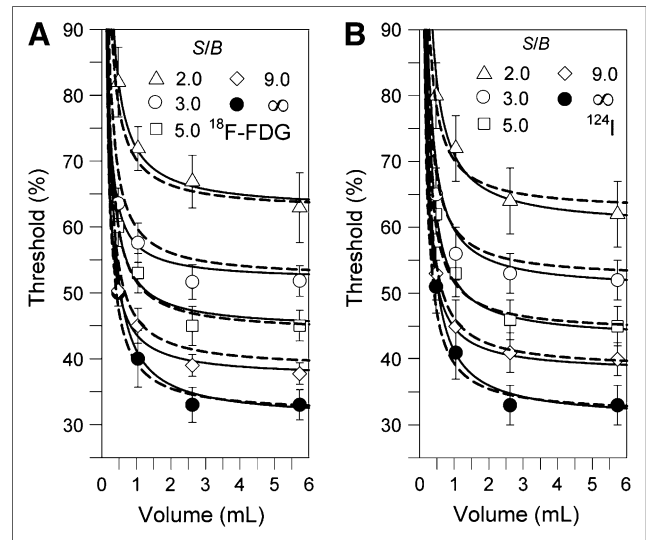 A
S/B
2.0 9.0
3.0 ∞
5.0 ¹⁸F-FDG
90
80
70
60
50
40
30
Threshold (%)
0 1 2 3 4 5 6
Volume (mL)
B
S/B
2.0 9.0
3.0 ∞
5.0 ¹²⁴I
90
80
70
60
50
40
30
Threshold (%)
0 1 2 3 4 5 6
Volume (mL)